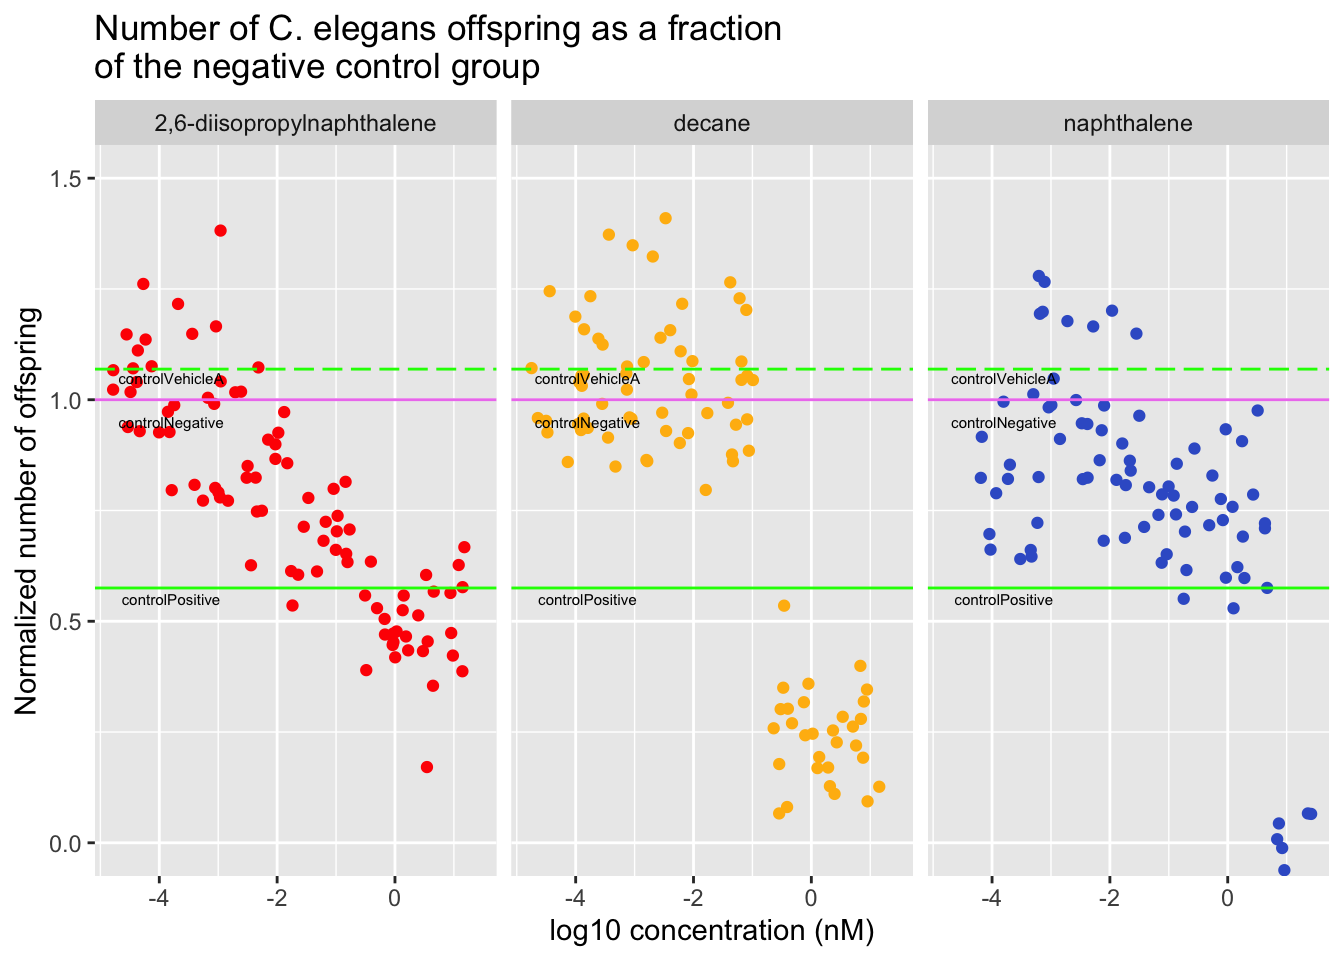 Number of C. elegans offspring as a fraction
of the negative control group
2,6-diisopropylnaphthalene
decane
naphthalene
Normalized number of offspring
1.5
1.0
0.5
0.0
controlVehicleA
controlNegative
controlPositive
controlVehicleA
controlNegative
controlPositive
controlVehicleA
controlNegative
controlPositive
-4 -2 0
-4 -2 0
-4 -2 0
log10 concentration (nM)